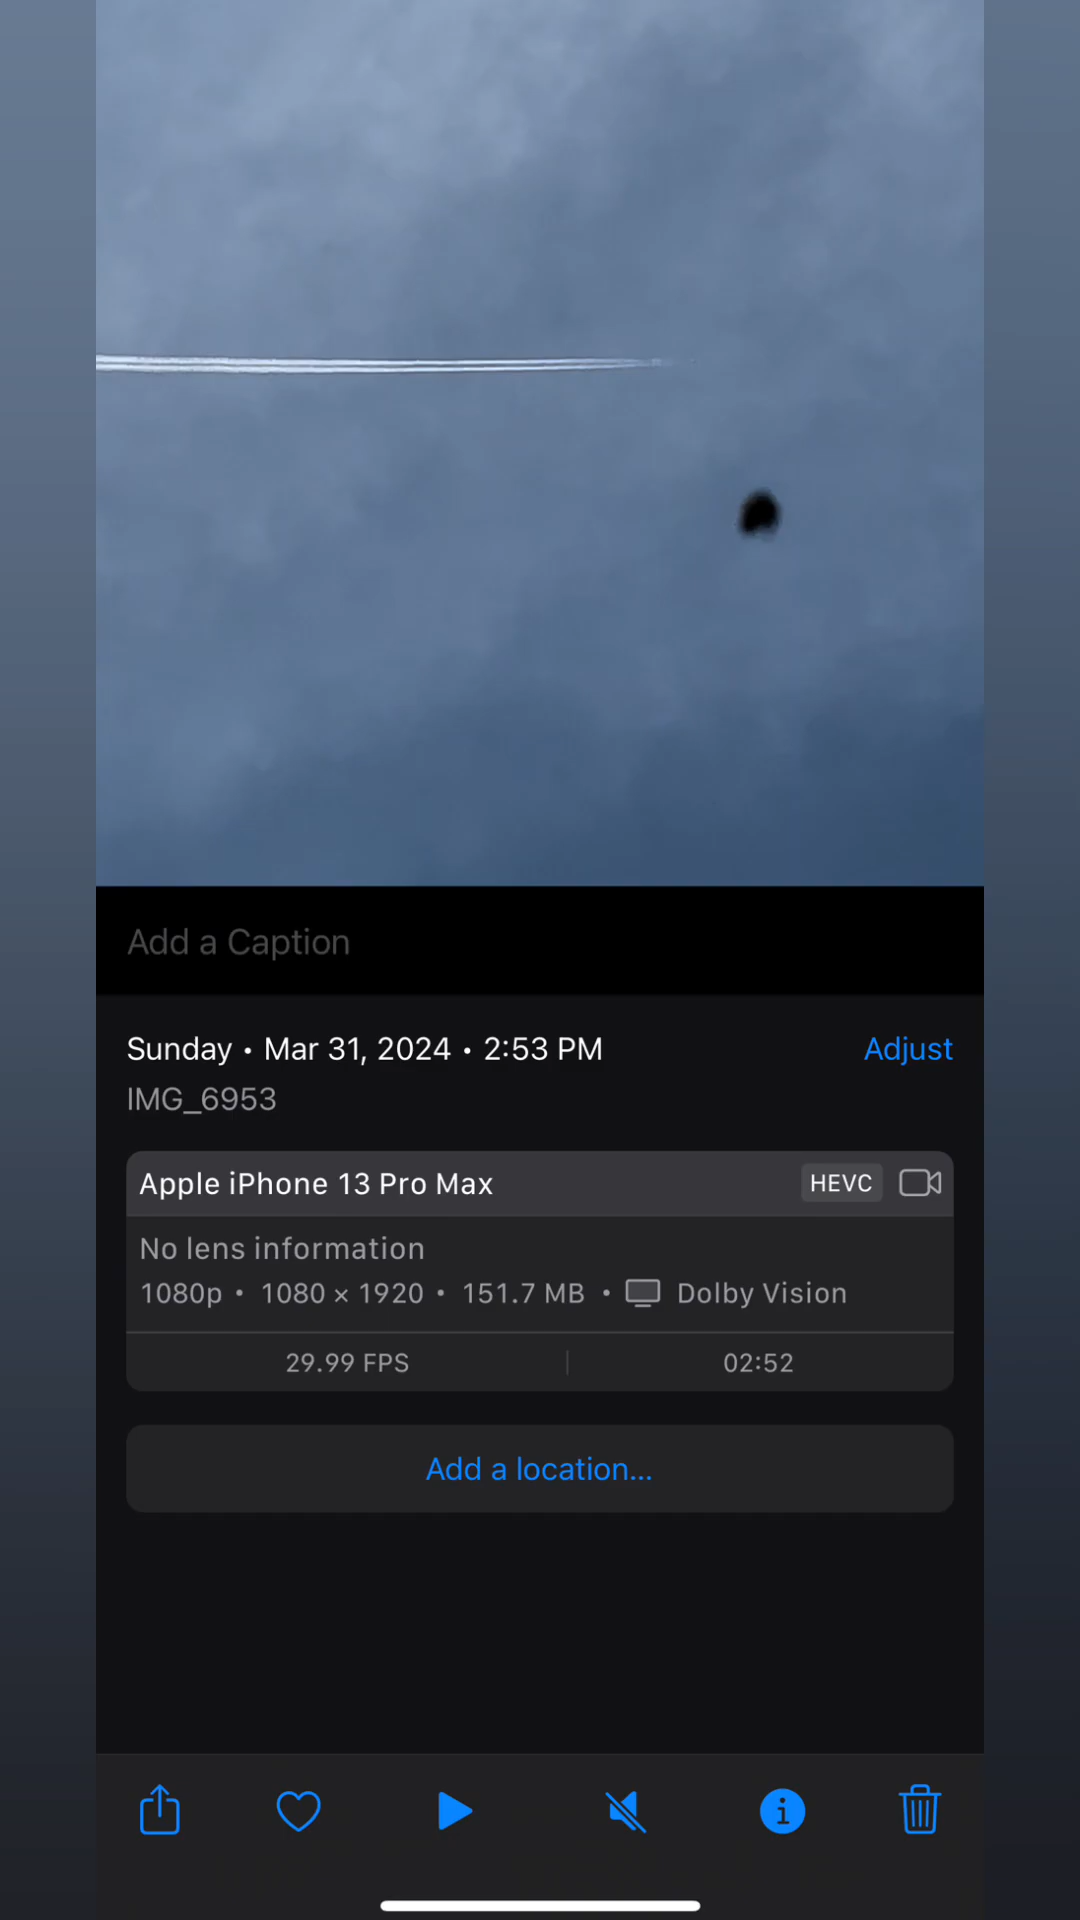 Add a Caption
Sunday • Mar 31, 2024 • 2:53 PM
Adjust
IMG_6953
Apple iPhone 13 Pro Max
HEVC
No lens information
1080p • 1080 × 1920 • 151.7 MB • Dolby Vision
29.99 FPS
02:52
Add a location...